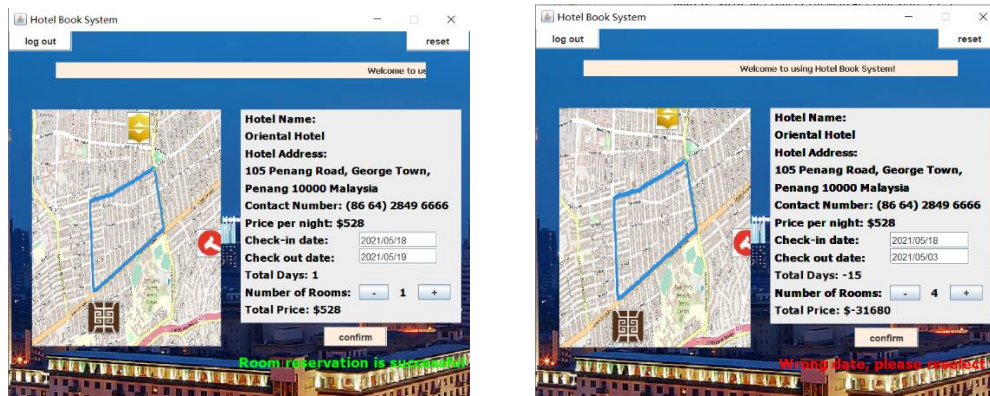 Hotel Book System
log out
reset
Welcome to us
Hotel Name:
Oriental Hotel
Hotel Address:
105 Penang Road, George Town,
Penang 10000 Malaysia
Contact Number: (86 64) 2849 6666
Price per night: $528
Check-in date: 2021/05/18
Check out date: 2021/05/19
Total Days: 1
Number of Rooms: - 1 +
Total Price: $528
confirm
Room reservation is successful
Hotel Book System
log out
reset
Welcome to using Hotel Book System!
Hotel Name:
Oriental Hotel
Hotel Address:
105 Penang Road, George Town,
Penang 10000 Malaysia
Contact Number: (86 64) 2849 6666
Price per night: $528
Check-in date: 2021/05/18
Check out date: 2021/05/03
Total Days: -15
Number of Rooms: - 4 +
Total Price: $-31680
confirm
Wrong date, please reselect